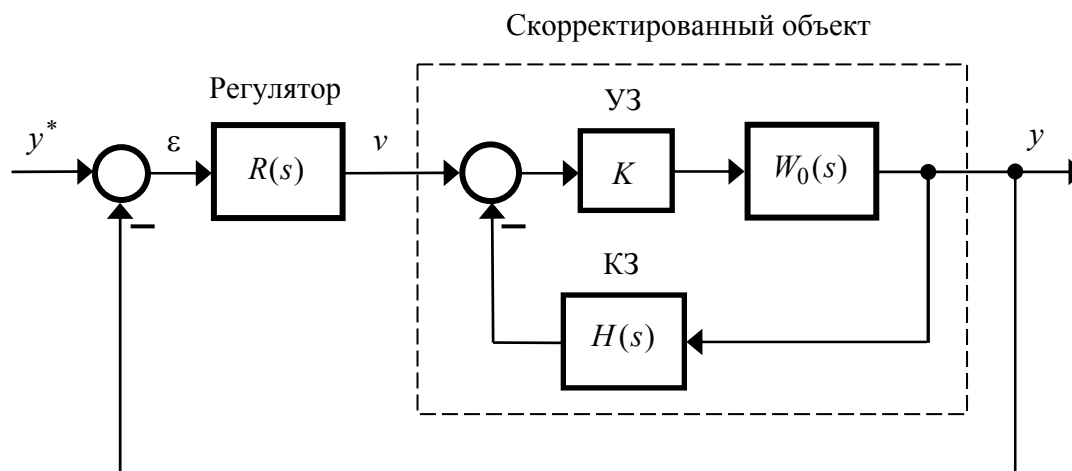 Скорректированный объект
Регулятор
УЗ
y* ε R(s) v K W₀(s) y
КЗ
H(s)